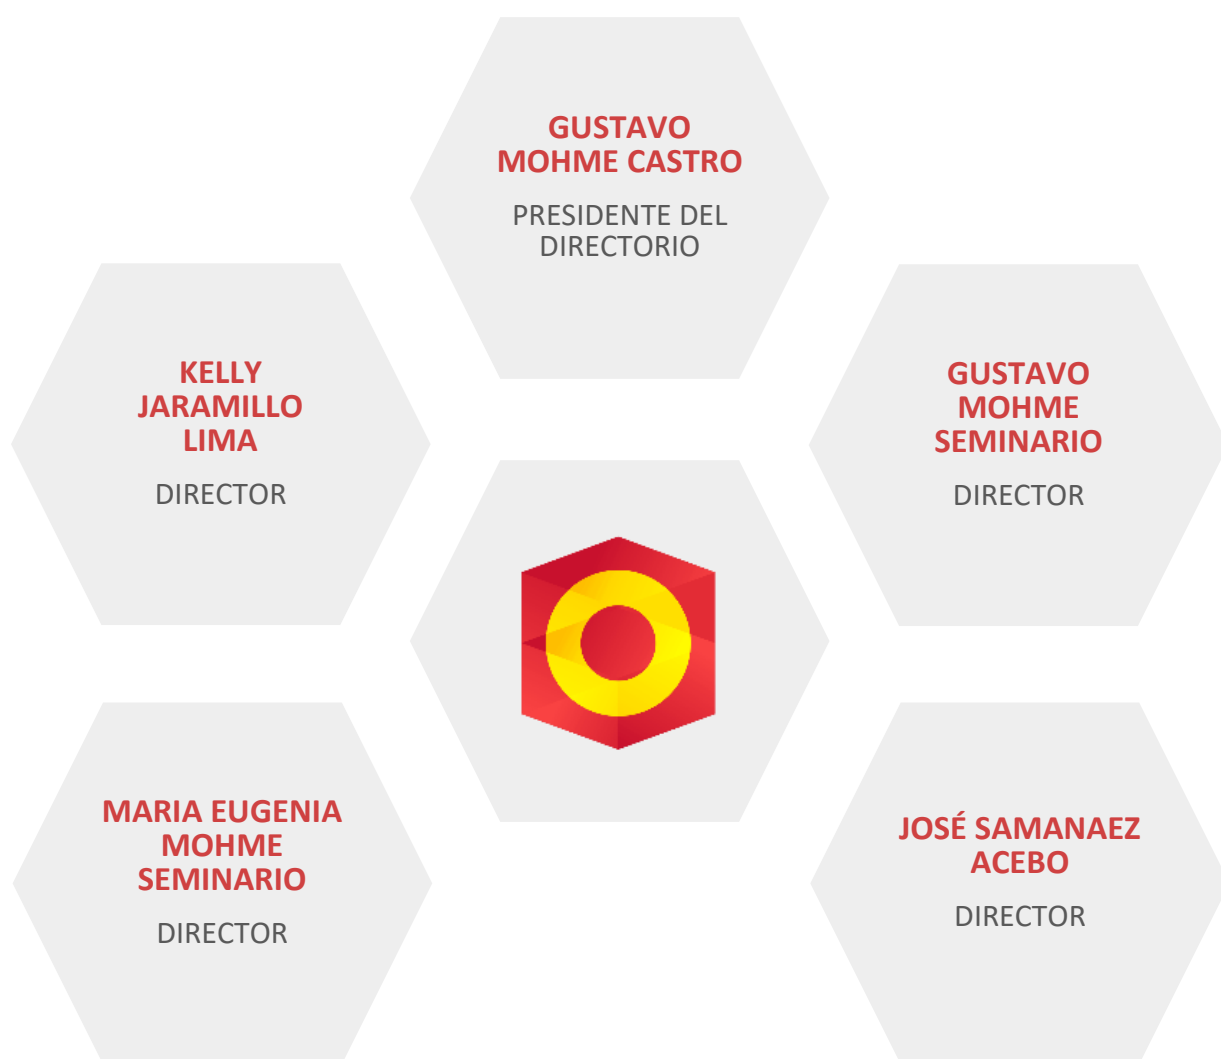 GUSTAVO
MOHME CASTRO
PRESIDENTE DEL
DIRECTORIO
KELLY
JARAMILLO
LIMA
DIRECTOR
GUSTAVO
MOHME
SEMINARIO
DIRECTOR
MARIA EUGENIA
MOHME
SEMINARIO
DIRECTOR
JOSÉ SAMANAEZ
ACEBO
DIRECTOR